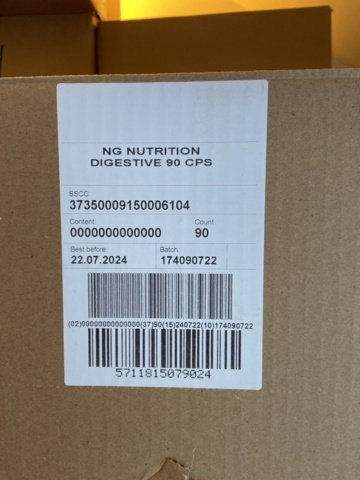 NG NUTRITION
DIGESTIVE 90 CPS
SSCC:
37350009150006104
Content: Count:
0000000000000 90
Best before: Batch:
22.07.2024 174090722
(02)00000000000000(37)90(15)240722(10)174090722
5711815079024